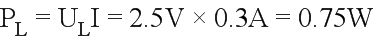 P_L = U_L I = 2.5V × 0.3A = 0.75W